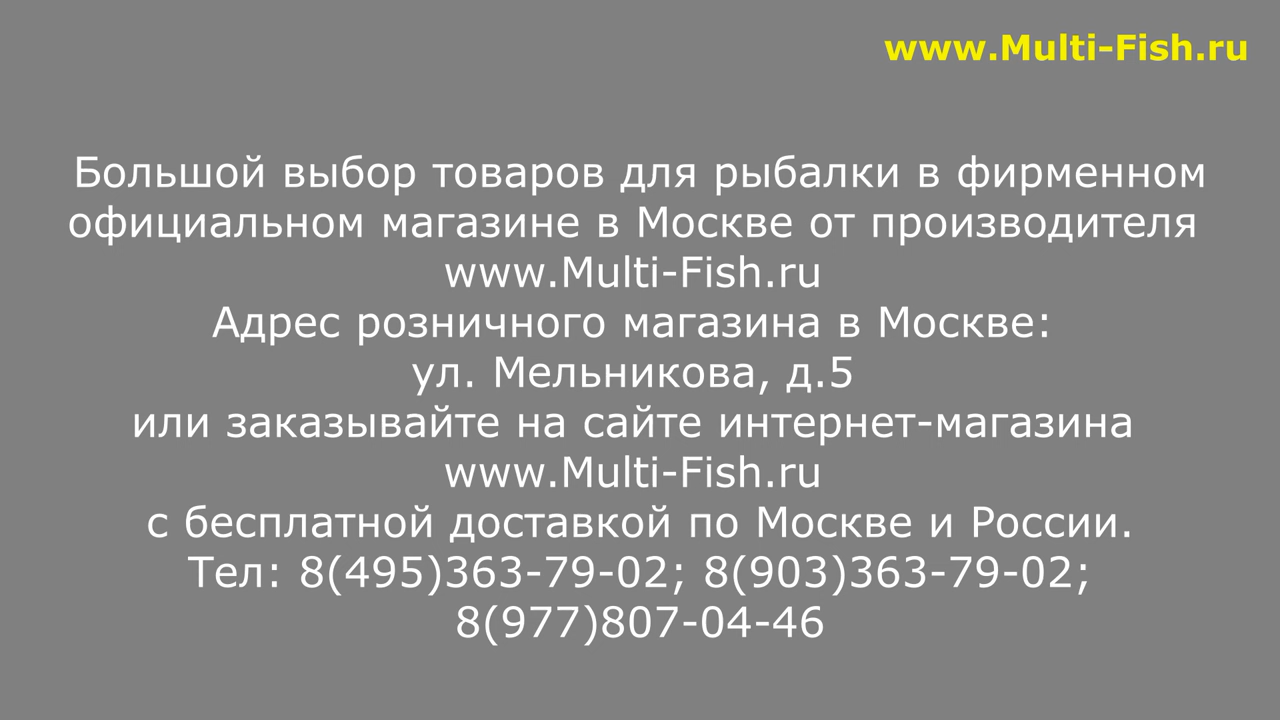 www.Multi-Fish.ru
Большой выбор товаров для рыбалки в фирменном
официальном магазине в Москве от производителя
www.Multi-Fish.ru
Адрес розничного магазина в Москве:
ул. Мельникова, д.5
или заказывайте на сайте интернет-магазина
www.Multi-Fish.ru
с бесплатной доставкой по Москве и России.
Тел: 8(495)363-79-02; 8(903)363-79-02;
8(977)807-04-46